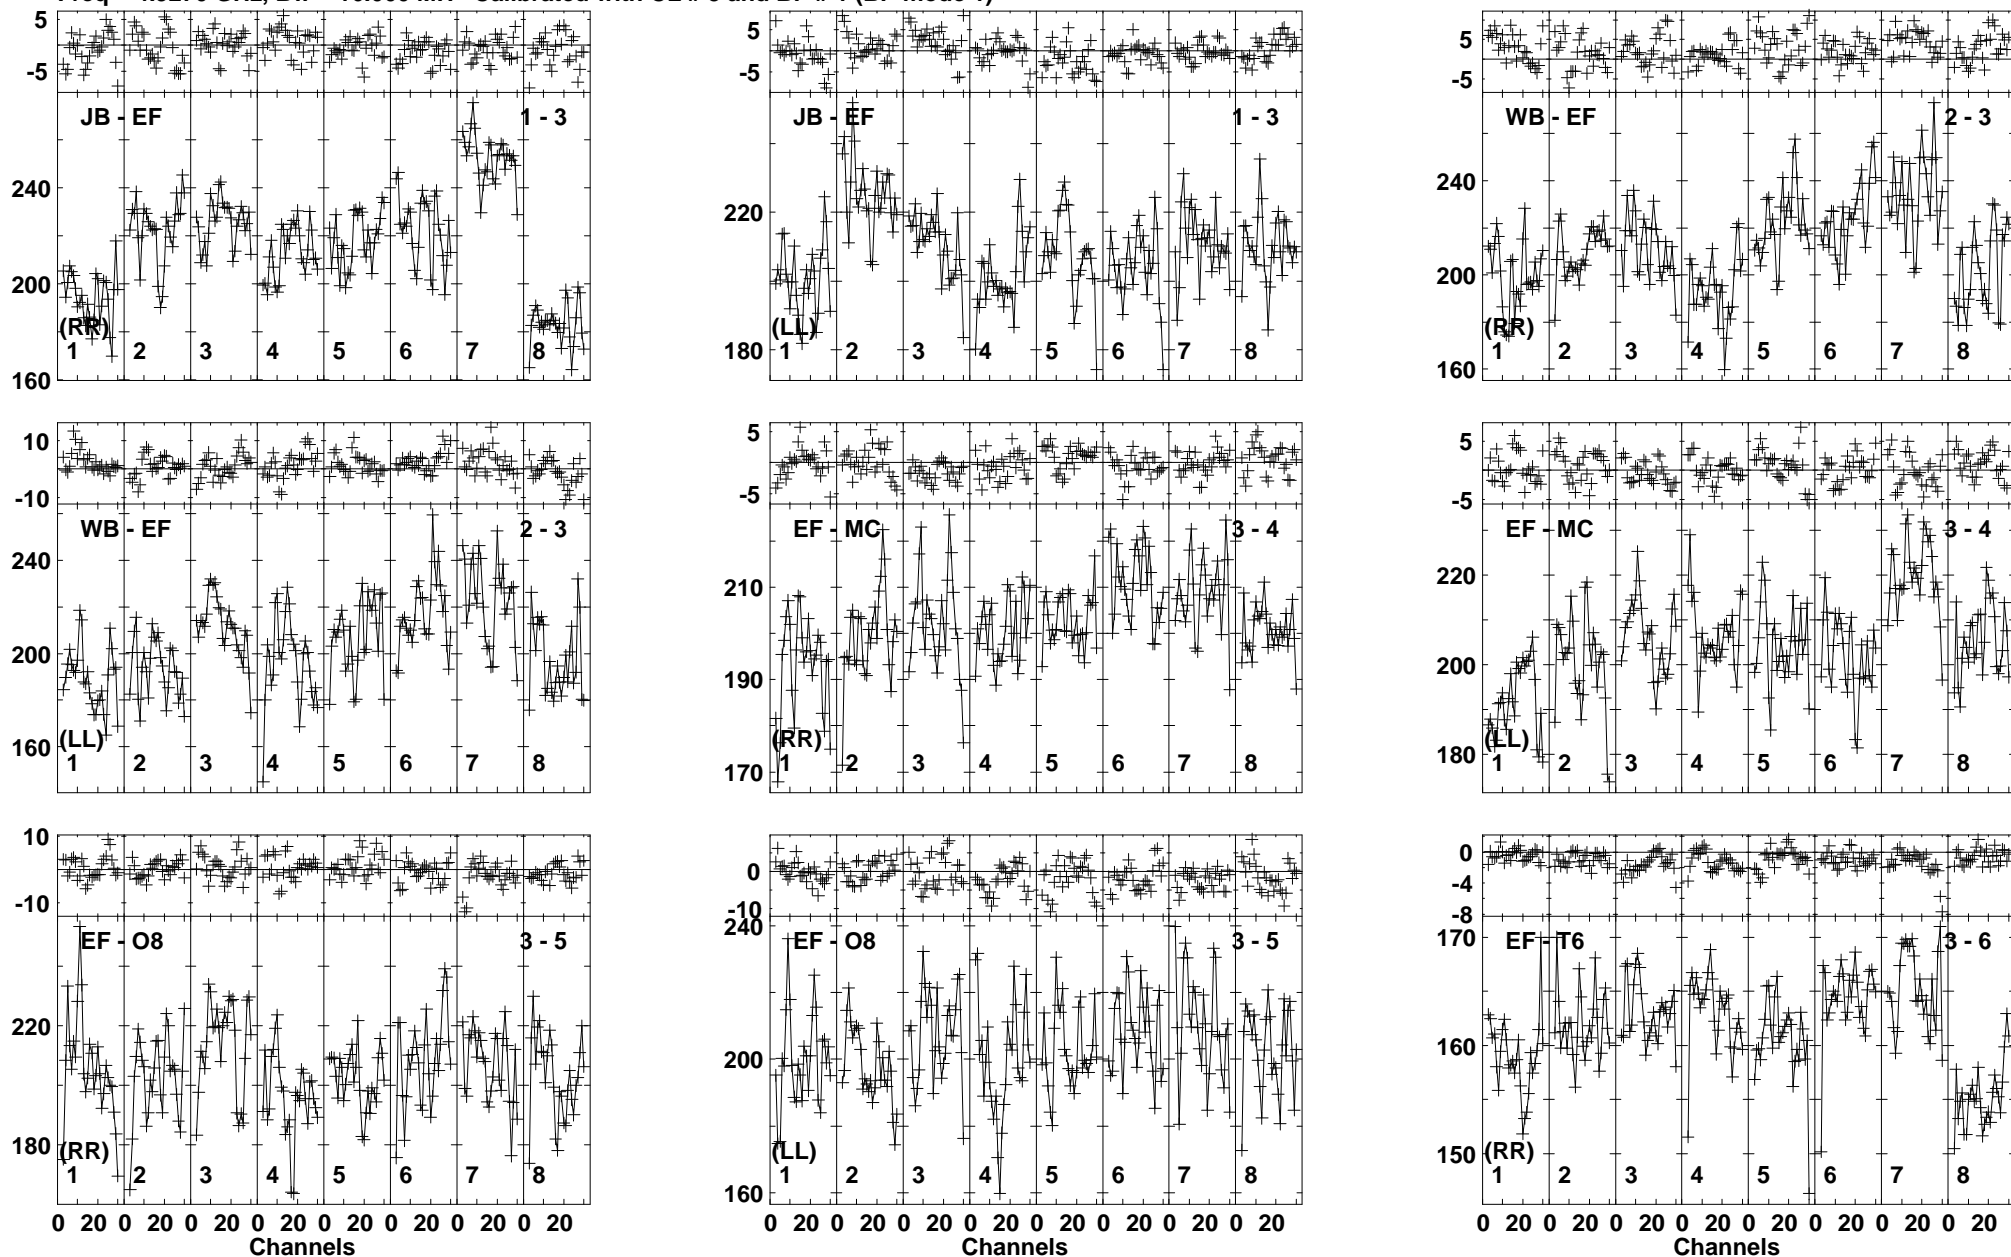 5 5 5
-5 -5 -5
JB - EF 1 - 3 JB - EF 1 - 3 WB - EF 2 - 3
240 220 240
200 200
(RR) (LL) (RR)
1 2 3 4 5 6 7 8 180 1 2 3 4 5 6 7 8 1 2 3 4 5 6 7 8
160 160
10 5 5
-10 -5 -5
WB - EF 2 - 3 EF - MC 3 - 4 EF - MC 3 - 4
240 210 220
200 190 200
160 (LL) (RR) (LL)
1 2 3 4 5 6 7 8 170 1 2 3 4 5 6 7 8 180 1 2 3 4 5 6 7 8
10 0 0
-10 -10 -4
-8
EF - O8 3 - 5 240 EF - O8 3 - 5 170 EF - T6 3 - 6
220 200 160
180 (RR) (LL) 150 (RR)
1 2 3 4 5 6 7 8 160 1 2 3 4 5 6 7 8 1 2 3 4 5 6 7 8
0 20 0 20 0 20 0 20 0 20 0 20 0 20 0 20 0 20 0 20 0 20 0 20 0 20 0 20 0 20 0 20 0 20 0 20 0 20 0 20 0 20 0 20 0 20 0 20
Channels Channels Channels